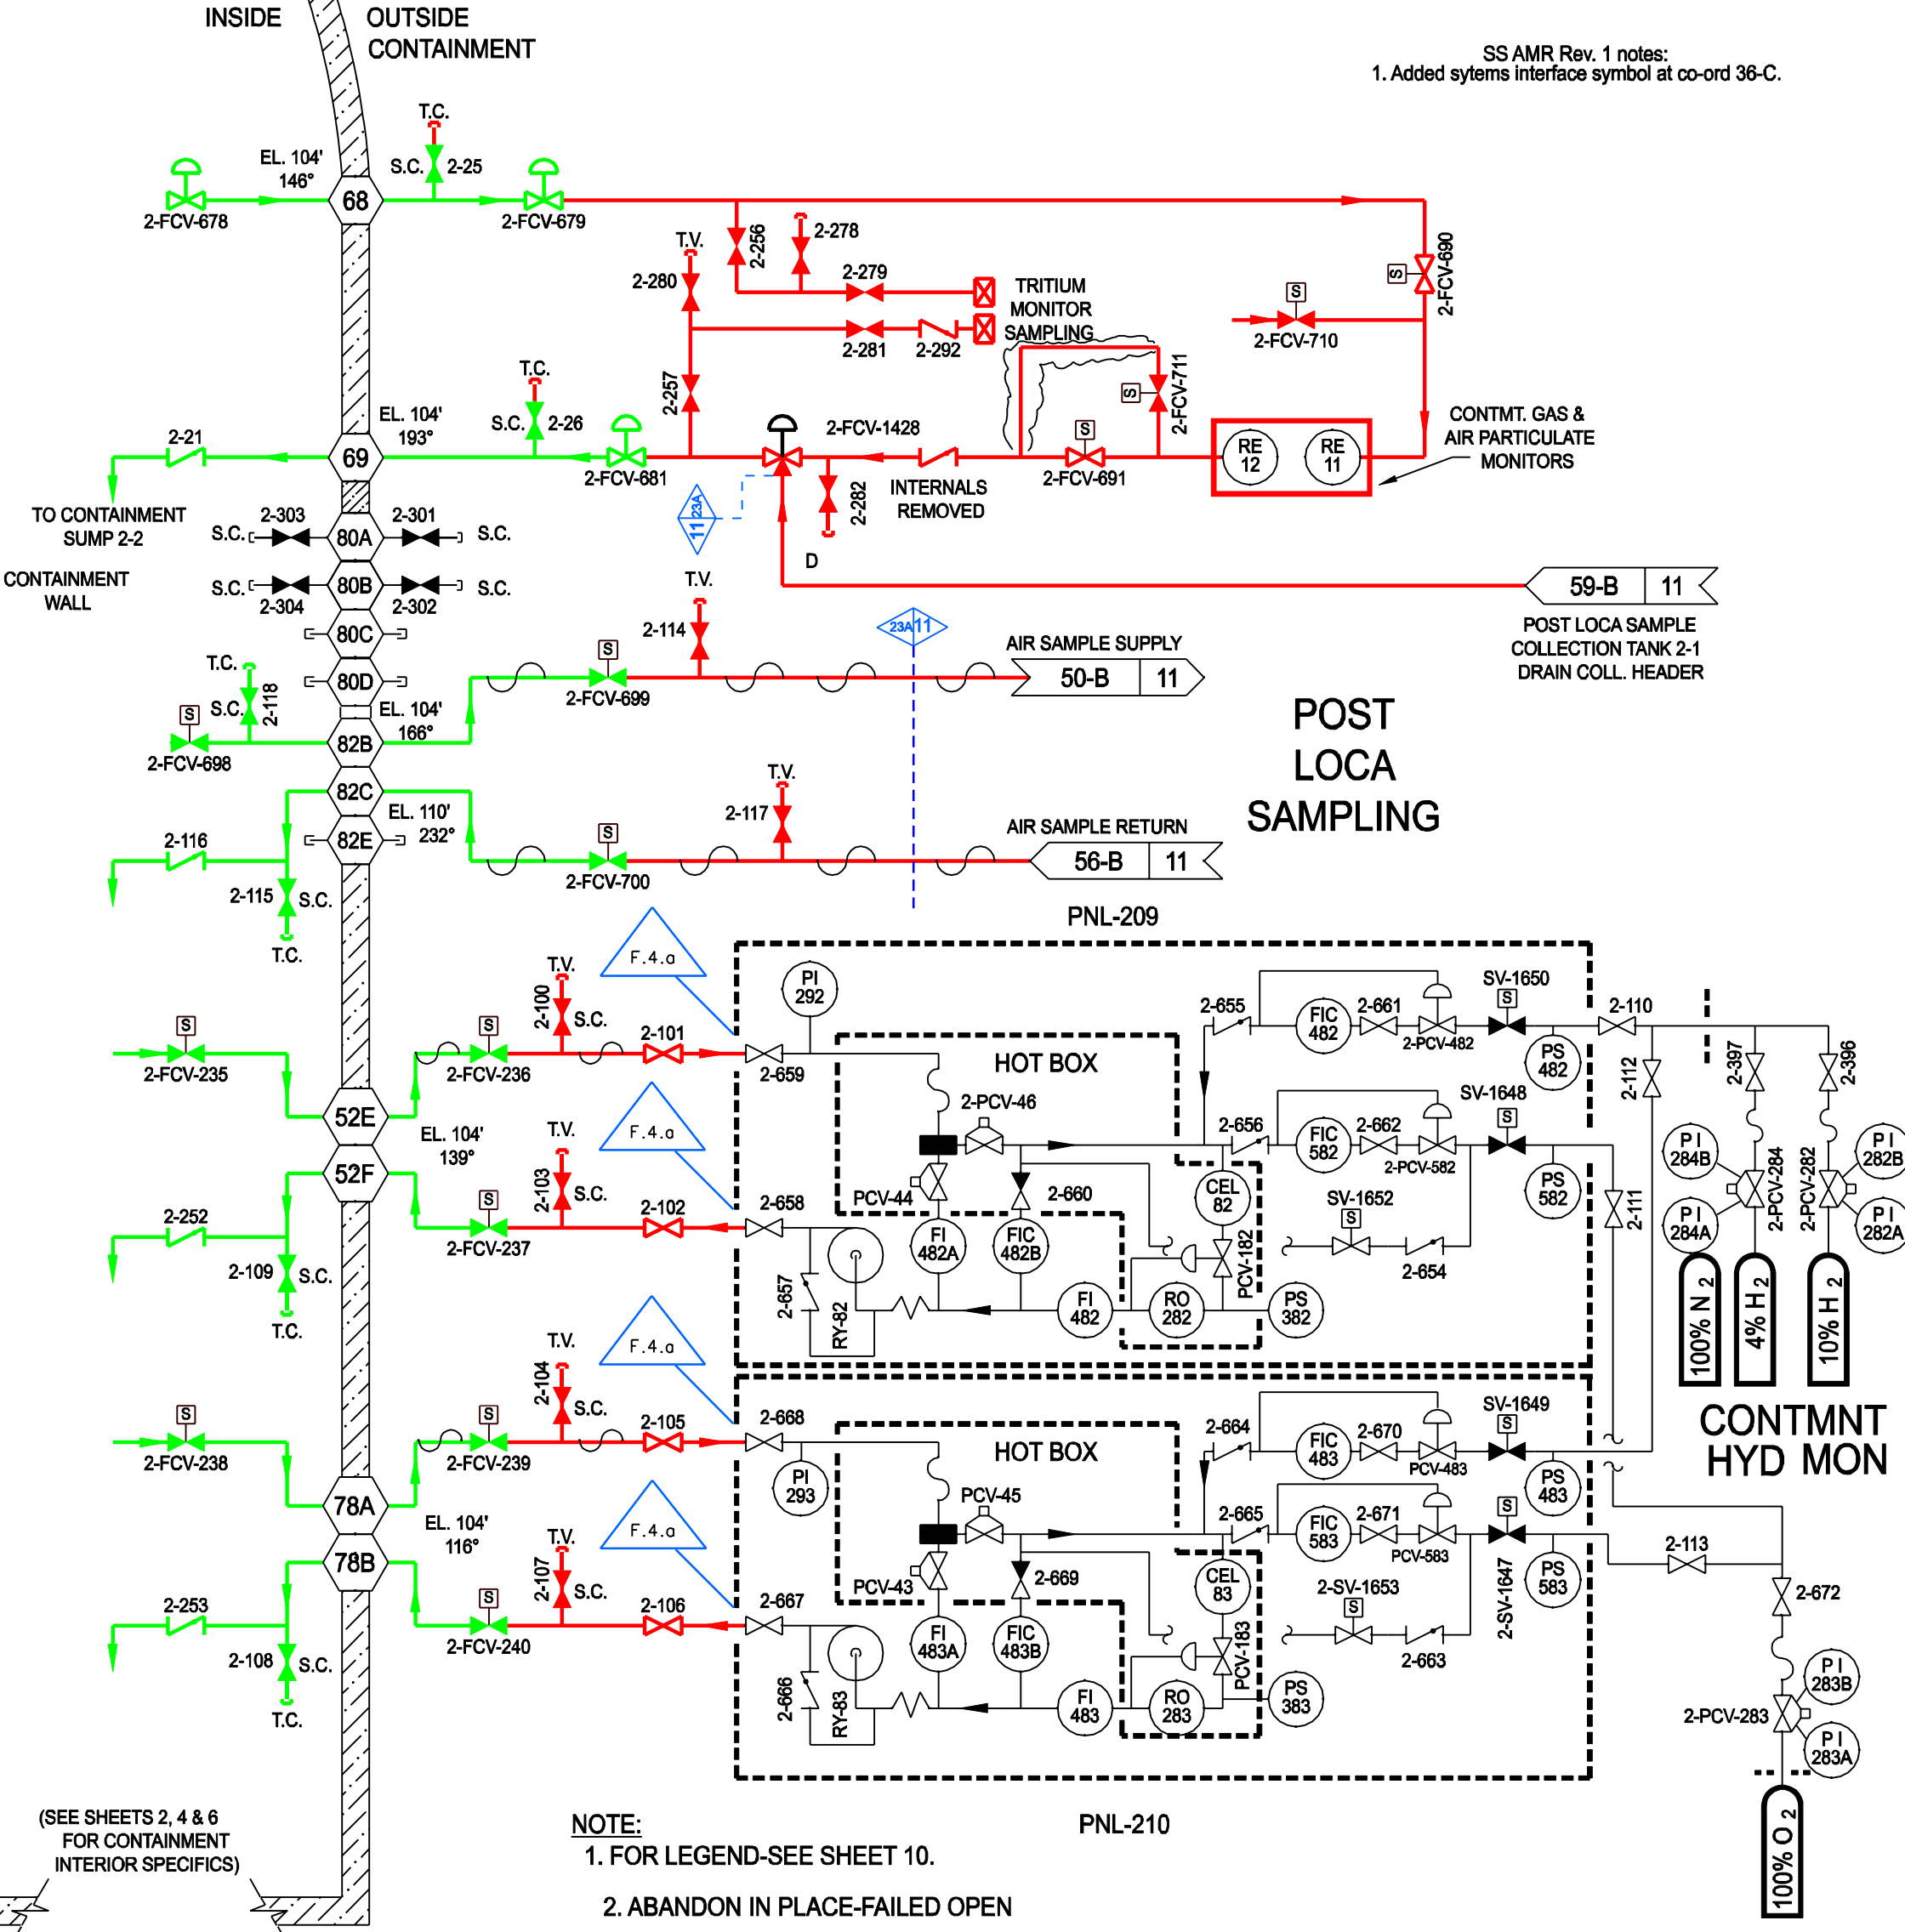 INSIDE
OUTSIDE
CONTAINMENT
SS AMR Rev. 1 notes:
1. Added sytems interface symbol at co-ord 36-C.
T.C.
EL. 104'
146°
S.C.
2-25
68
2-FCV-678
2-FCV-679
2-256
2-278
T.V.
2-280
2-279
TRITIUM
MONITOR
SAMPLING
S
2-FCV-690
S
2-FCV-710
2-281
2-292
2-257
T.C.
S
2-FCV-711
EL. 104'
193°
S.C.
2-26
2-FCV-1428
CONTMT. GAS &
AIR PARTICULATE
MONITORS
2-21
69
S
RE
12
RE
11
2-FCV-681
2-FCV-691
INTERNALS
REMOVED
2-282
11
23A
TO CONTAINMENT
SUMP 2-2
2-303
2-301
S.C.
80A
S.C.
D
CONTAINMENT
WALL
S.C.
80B
S.C.
2-304
2-302
59-B
11
POST LOCA SAMPLE
COLLECTION TANK 2-1
DRAIN COLL. HEADER
T.V.
80C
S
2-114
23A
11
AIR SAMPLE SUPPLY
T.C.
80D
50-B
11
2-FCV-699
S
S.C.
2-118
EL. 104'
166°
82B
2-FCV-698
POST
LOCA
SAMPLING
T.V.
82C
EL. 110'
232°
2-117
82E
S
2-116
AIR SAMPLE RETURN
56-B
11
2-FCV-700
2-115
S.C.
T.C.
PNL-209
F.4.a
T.V.
PI
292
2-100
S.C.
2-101
S
S
2-FCV-235
2-FCV-236
2-659
HOT BOX
2-655
FIC
482
2-661
2-PCV-482
SV-1650
S
2-110
PS
482
2-112
2-397
2-396
52E
EL. 104'
139°
F.4.a
T.V.
2-PCV-46
2-656
FIC
582
2-662
2-PCV-582
SV-1648
S
PI
284B
2-PCV-284
PI
284A
2-PCV-282
PI
282B
PI
282A
52F
2-103
S.C.
2-102
2-658
PCV-44
2-660
CEL
82
SV-1652
S
PS
582
2-111
2-252
S
2-FCV-237
FI
482A
FIC
482B
PCV-182
2-654
2-109
S.C.
T.C.
2-657
RY-82
FI
482
RO
282
PS
382
100% N 2
4% H 2
10% H 2
CONTMNT
HYD MON
F.4.a
T.V.
2-104
S.C.
2-105
2-668
S
S
2-FCV-238
2-FCV-239
PI
293
HOT BOX
2-664
FIC
483
2-670
PCV-483
SV-1649
S
PS
483
78A
EL. 104'
116°
F.4.a
T.V.
PCV-45
2-665
FIC
583
2-671
PCV-583
S
2-SV-1647
PS
583
2-113
78B
2-107
S.C.
2-106
2-667
PCV-43
2-669
CEL
83
2-SV-1653
S
2-672
2-253
S
2-FCV-240
FI
483A
FIC
483B
PCV-183
2-663
2-108
S.C.
T.C.
2-666
RY-83
FI
483
RO
283
PS
383
2-PCV-283
PI
283B
PI
283A
100% O 2
(SEE SHEETS 2, 4 & 6
FOR CONTAINMENT
INTERIOR SPECIFICS)
PNL-210
NOTE:
1. FOR LEGEND-SEE SHEET 10.
2. ABANDON IN PLACE-FAILED OPEN